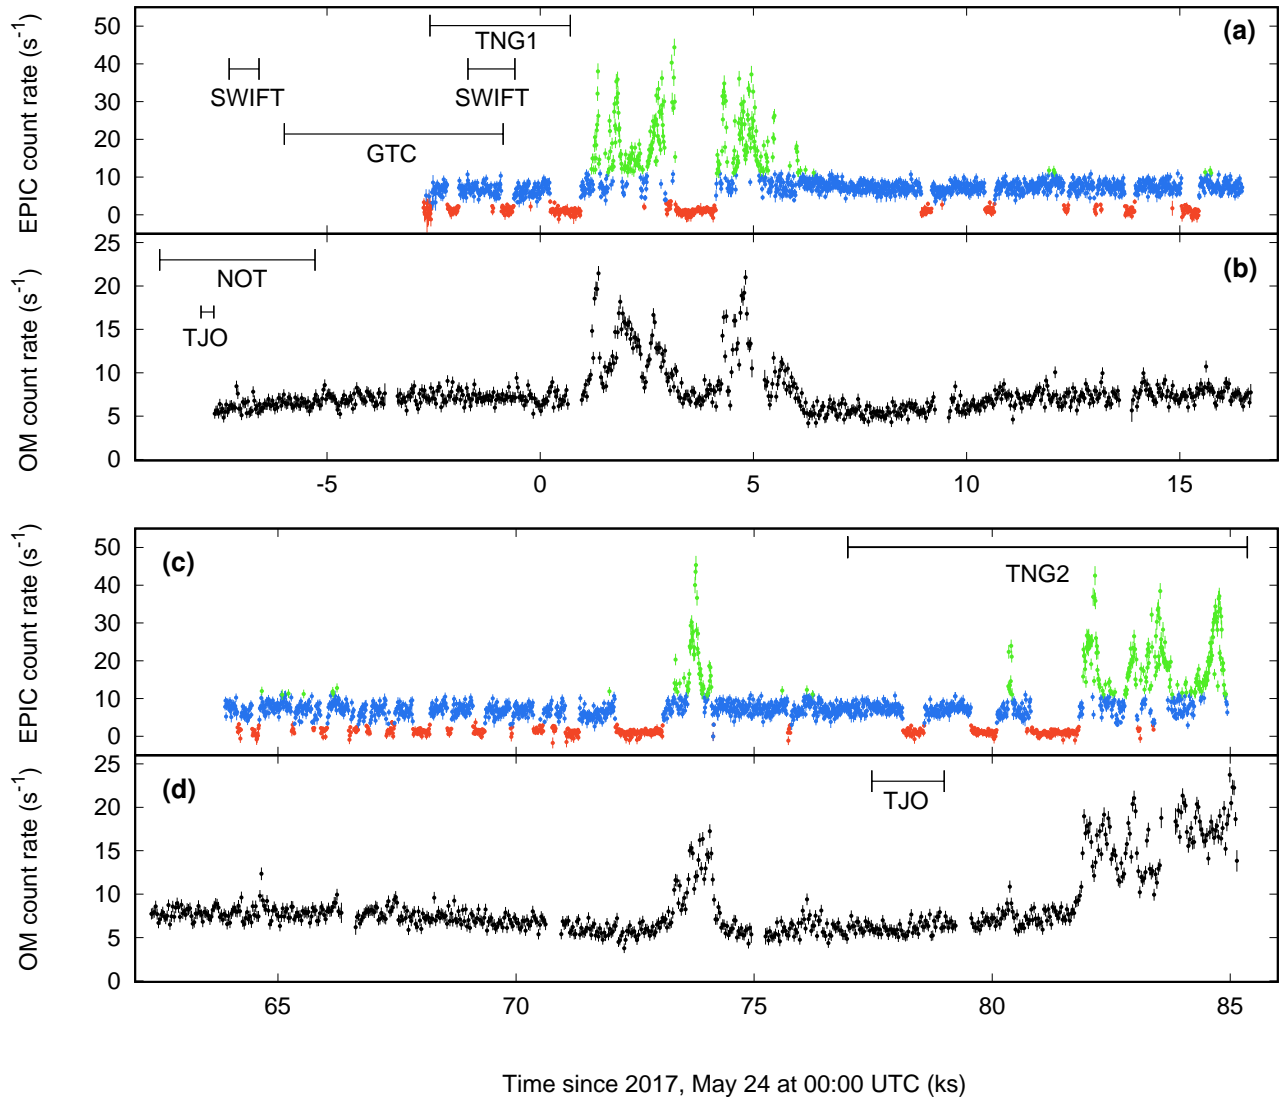 EPIC count rate (s⁻¹)
50
40
30
20
10
0
TNG1
SWIFT
SWIFT
GTC
(a)
OM count rate (s⁻¹)
25
20
15
10
5
0
NOT
TJO
(b)
-5 0 5 10 15
EPIC count rate (s⁻¹)
50
40
30
20
10
0
(c)
TNG2
OM count rate (s⁻¹)
25
20
15
10
5
0
(d)
TJO
65 70 75 80 85
Time since 2017, May 24 at 00:00 UTC (ks)